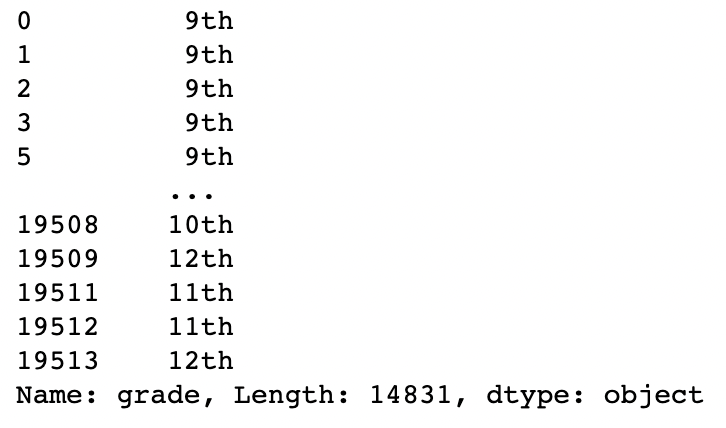 0         9th
1         9th
2         9th
3         9th
5         9th
         ...
19508    10th
19509    12th
19511    11th
19512    11th
19513    12th
Name: grade, Length: 14831, dtype: object